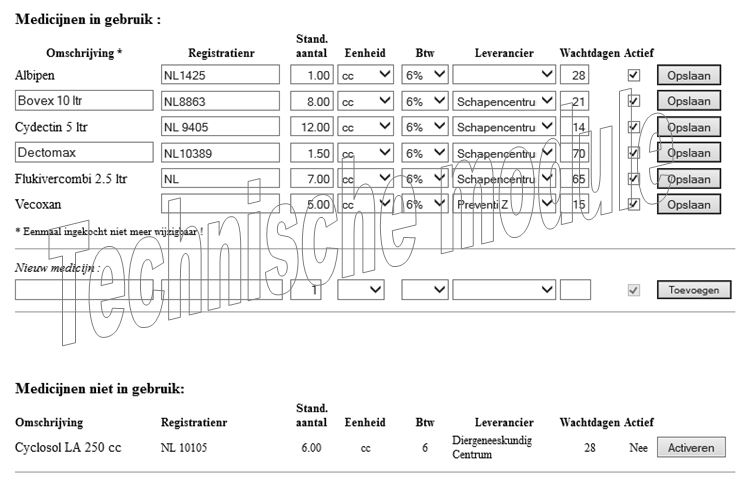 Medicijnen in gebruik :
Omschrijving * Registratienr Stand. aantal Eenheid Btw Leverancier Wachtdagen Actief
Albipen NL1425 1.00 cc 6% 28 Opslaan
Bovex 10 ltr NL8863 8.00 cc 6% Schapencentru 21 Opslaan
Cydectin 5 ltr NL 9405 12.00 cc 6% Schapencentru 14 Opslaan
Dectomax NL10389 1.50 cc 6% Schapencentru 70 Opslaan
Flukivercombi 2.5 ltr NL 7.00 cc 6% Schapencentru 65 Opslaan
Vecoxan 5.00 cc 6% Preventi Z 15 Opslaan
* Eenmaal ingekocht niet meer wijzigbaar !
Nieuw medicijn :
1 Toevoegen
Technische module
Medicijnen niet in gebruik:
Omschrijving Registratienr Stand. aantal Eenheid Btw Leverancier Wachtdagen Actief
Cyclosol LA 250 cc NL 10105 6.00 cc 6 Diergeneeskundig Centrum 28 Nee Activeren